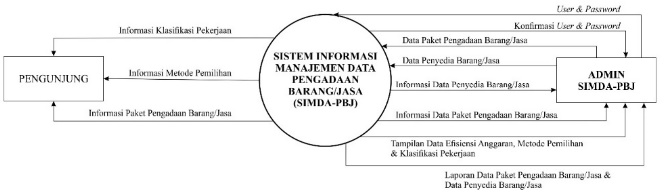 User & Password
Konfirmasi User & Password
Informasi Klasifikasi Pekerjaan
Data Paket Pengadaan Barang/Jasa
SISTEM INFORMASI
MANAJEMEN DATA
PENGADAAN
BARANG/JASA
(SIMDA-PBJ)
Data Penyedia Barang/Jasa
PENGUNJUNG
Informasi Metode Pemilihan
ADMIN
SIMDA-PBJ
Informasi Data Penyedia Barang/Jasa
Informasi Paket Pengadaan Barang/Jasa
Informasi Data Paket Pengadaan Barang/Jasa
Tampilan Data Efisiensi Anggaran, Metode Pemilihan
& Klasifikasi Pekerjaan
Laporan Data Paket Pengadaan Barang/Jasa &
Data Penyedia Barang/Jasa